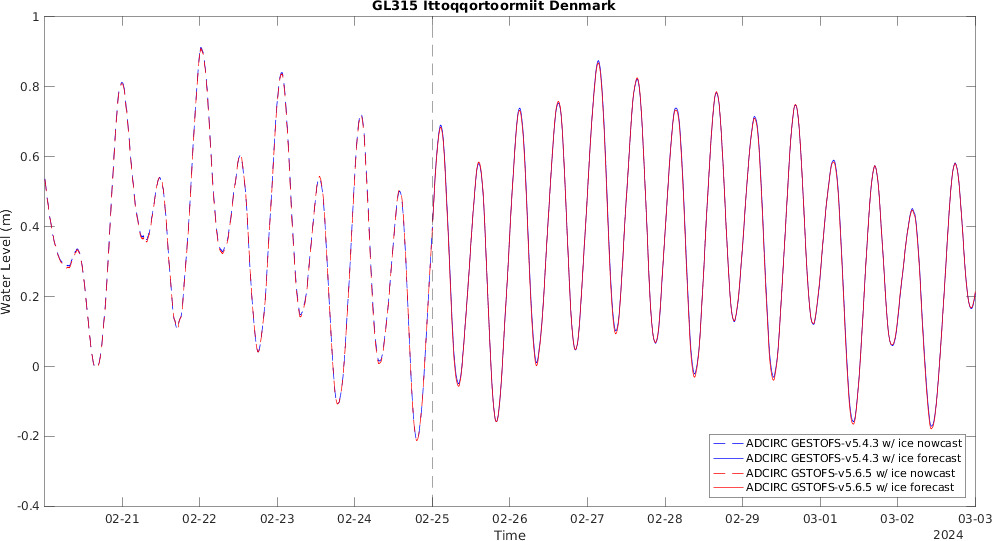 GL315 Ittoqqortoormiit Denmark
1
0.8
0.6
0.4
0.2
0
-0.2
-0.4
Water Level (m)
ADCIRC GESTOFS-v5.4.3 w/ ice nowcast
ADCIRC GESTOFS-v5.4.3 w/ ice forecast
ADCIRC GSTOFS-v5.6.5 w/ ice nowcast
ADCIRC GSTOFS-v5.6.5 w/ ice forecast
02-21 02-22 02-23 02-24 02-25 02-26 02-27 02-28 02-29 03-01 03-02 03-03
Time
2024